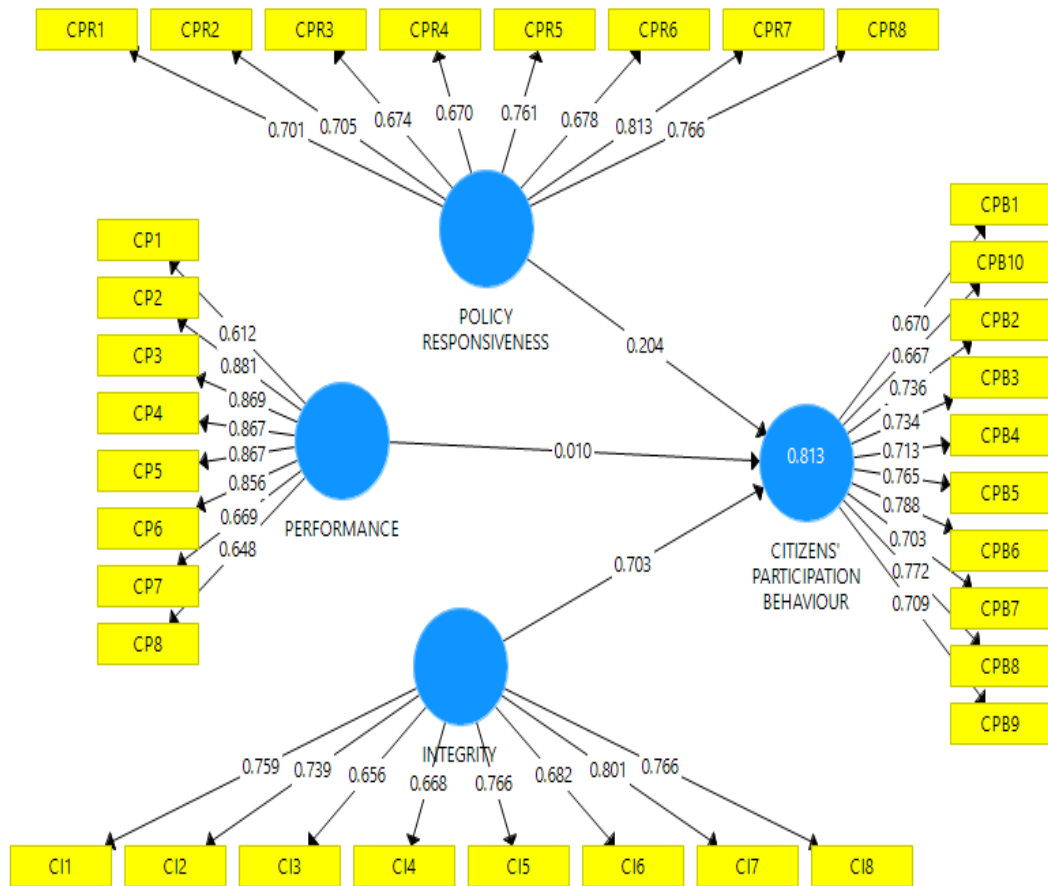 CPR1 CPR2 CPR3 CPR4 CPR5 CPR6 CPR7 CPR8
0.701 0.705 0.674 0.670 0.761 0.678 0.813 0.766
POLICY
RESPONSIVENESS
CP1
CP2
CP3
CP4
CP5
CP6
CP7
CP8
0.612
0.881
0.869
0.867
0.867
0.856
0.669
0.648
PERFORMANCE
0.204
0.010
0.703
0.813
CITIZENS'
PARTICIPATION
BEHAVIOUR
0.670
0.667
0.736
0.734
0.713
0.765
0.788
0.703
0.772
0.709
CPB1
CPB10
CPB2
CPB3
CPB4
CPB5
CPB6
CPB7
CPB8
CPB9
INTEGRITY
0.759 0.739 0.656 0.668 0.766 0.682 0.801 0.766
CI1 CI2 CI3 CI4 CI5 CI6 CI7 CI8